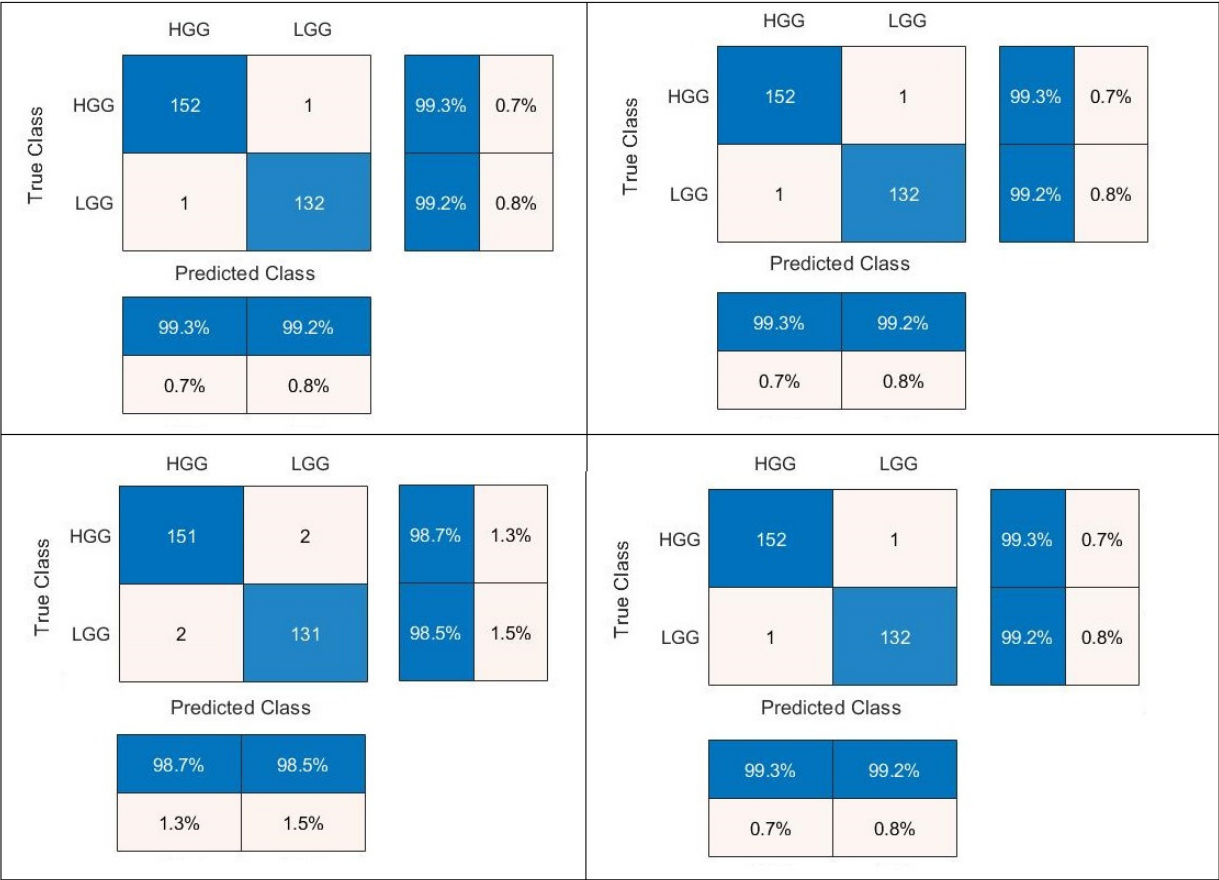 HGG LGG
True Class
HGG 152 1 99.3% 0.7%
LGG 1 132 99.2% 0.8%
Predicted Class
99.3% 99.2%
0.7% 0.8%
HGG LGG
True Class
HGG 152 1 99.3% 0.7%
LGG 1 132 99.2% 0.8%
Predicted Class
99.3% 99.2%
0.7% 0.8%
HGG LGG
True Class
HGG 151 2 98.7% 1.3%
LGG 2 131 98.5% 1.5%
Predicted Class
98.7% 98.5%
1.3% 1.5%
HGG LGG
True Class
HGG 152 1 99.3% 0.7%
LGG 1 132 99.2% 0.8%
Predicted Class
99.3% 99.2%
0.7% 0.8%